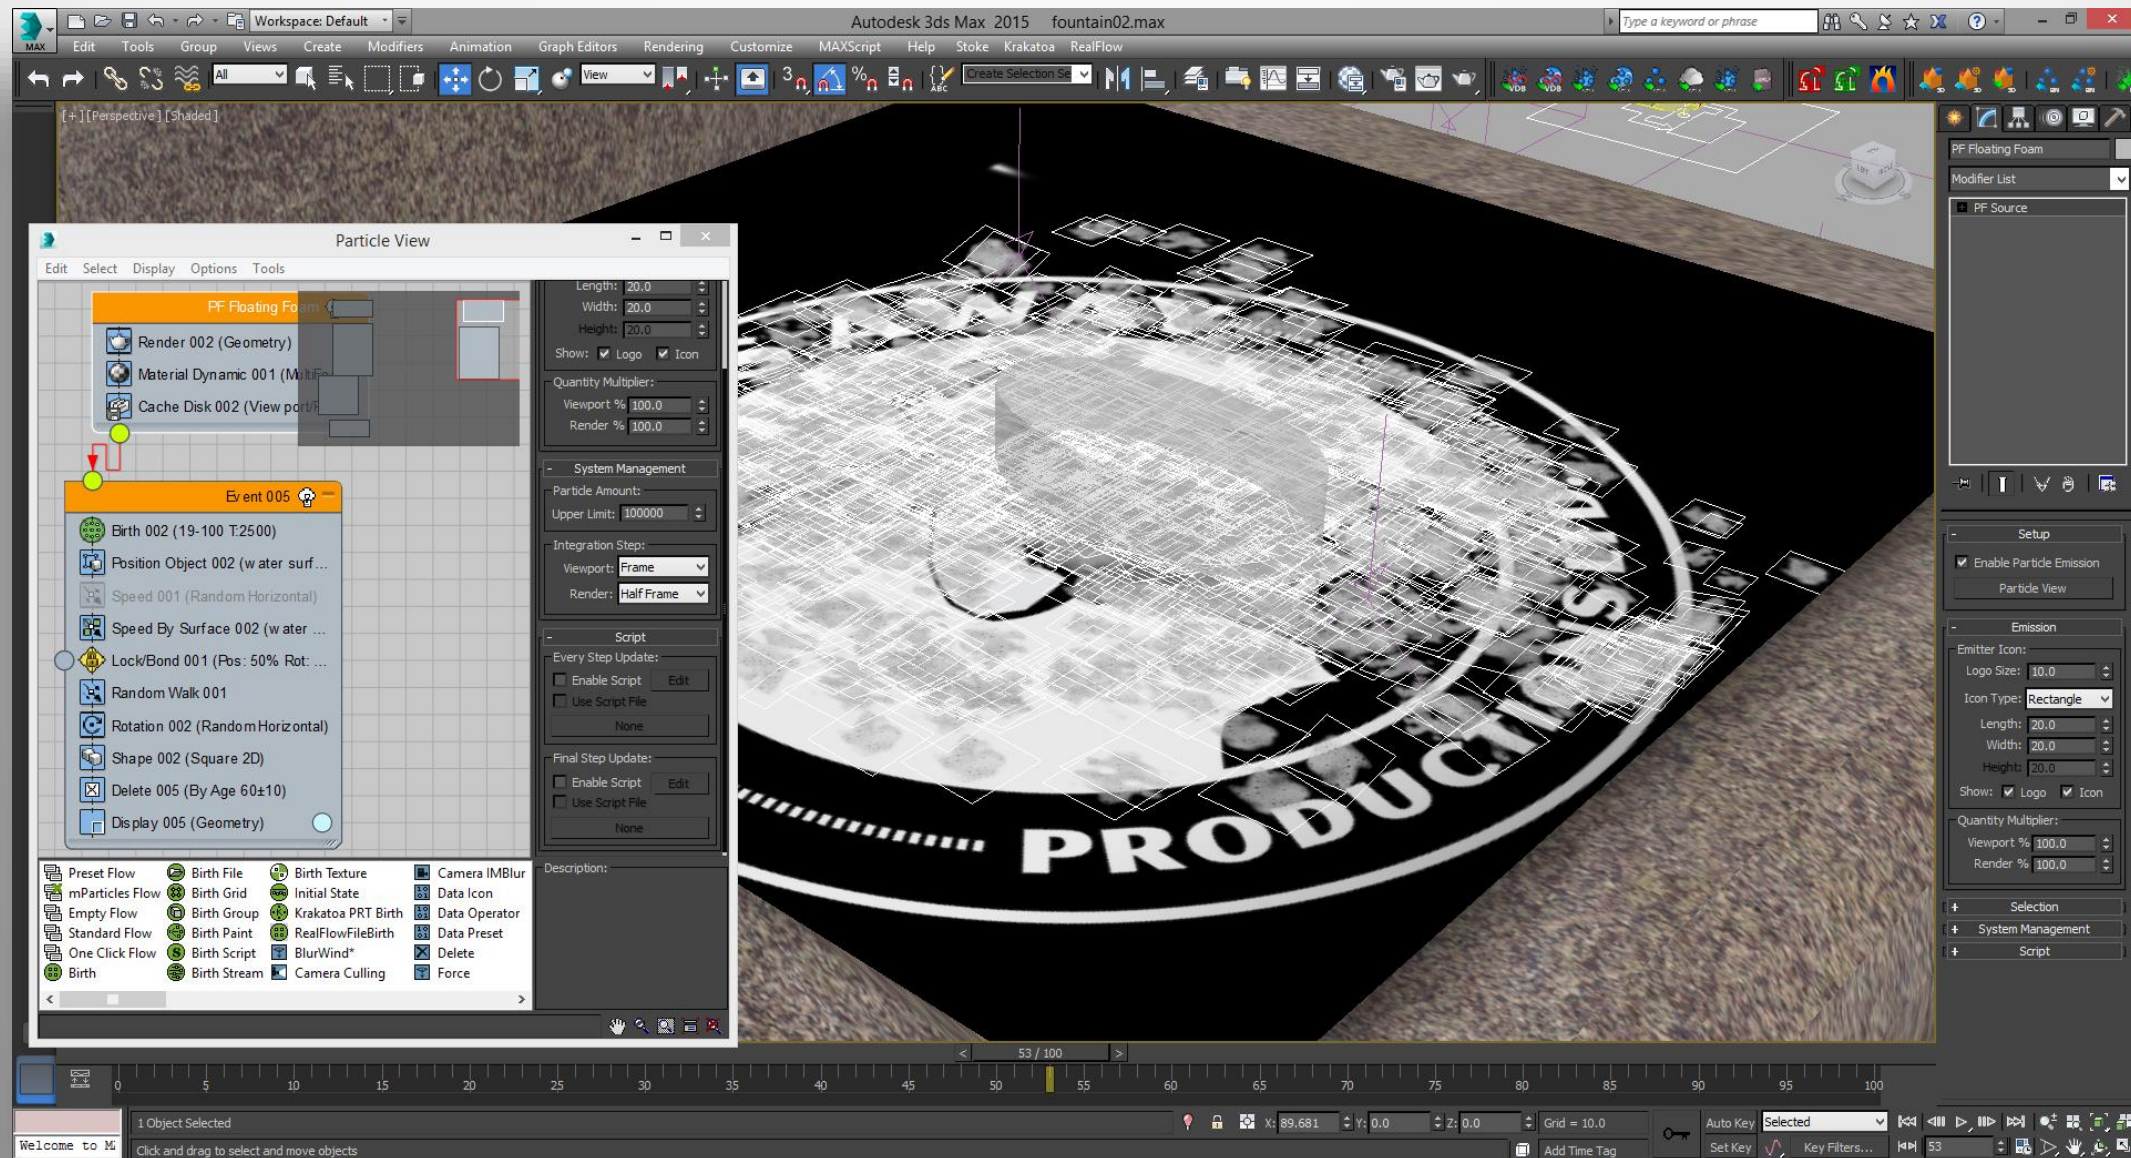 Workspace: Default
Autodesk 3ds Max 2015 fountain02.max
Type a keyword or phrase
MAX
Edit Tools Group Views Create Modifiers Animation Graph Editors Rendering Customize MAXScript Help Stoke Krakatoa RealFlow
All
View
Create Selection Se
[+][Perspective][Shaded]
PRODUCTIONS
Particle View
Edit Select Display Options Tools
PF Floating Fo
Render 002 (Geometry)
Material Dynamic 001 (Mult
Cache Disk 002 (View port/
Event 005
Birth 002 (19-100 T:2500)
Position Object 002 (water surf...
Speed 001 (Random Horizontal)
Speed By Surface 002 (water ...
Lock/Bond 001 (Pos: 50% Rot: ...
Random Walk 001
Rotation 002 (Random Horizontal)
Shape 002 (Square 2D)
Delete 005 (By Age 60±10)
Display 005 (Geometry)
Length: 20.0
Width: 20.0
Height: 20.0
Show: Logo Icon
Quantity Multiplier:
Viewport % 100.0
Render % 100.0
- System Management
Particle Amount:
Upper Limit: 100000
Integration Step:
Viewport: Frame
Render: Half Frame
- Script
Every Step Update:
Enable Script Edit
Use Script File
None
Final Step Update:
Enable Script Edit
Use Script File
None
Description:
Preset Flow Birth File Birth Texture Camera IMBlur
mParticles Flow Birth Grid Initial State Data Icon
Empty Flow Birth Group Krakatoa PRT Birth Data Operator
Standard Flow Birth Paint RealFlowFileBirth Data Preset
One Click Flow Birth Script BlurWind* Delete
Birth Birth Stream Camera Culling Force
PF Floating Foam
Modifier List
PF Source
- Setup
Enable Particle Emission
Particle View
- Emission
Emitter Icon:
Logo Size: 10.0
Icon Type: Rectangle
Length: 20.0
Width: 20.0
Height: 20.0
Show: Logo Icon
Quantity Multiplier:
Viewport % 100.0
Render % 100.0
+ Selection
+ System Management
+ Script
< 53 / 100 >
0 5 10 15 20 25 30 35 40 45 50 55 60 65 70 75 80 85 90 95 100
1 Object Selected
X: 89.681 Y: 0.0 Z: 0.0
Grid = 10.0
Auto Key Selected
Welcome to M
Click and drag to select and move objects
Add Time Tag
Set Key Key Filters...
53